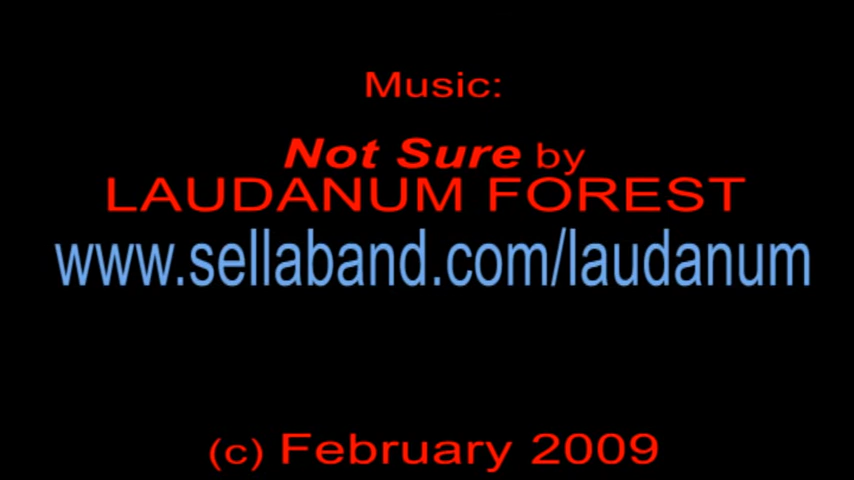 Music:
Not Sure by
LAUDANUM FOREST
www.sellaband.com/laudanum
(c) February 2009